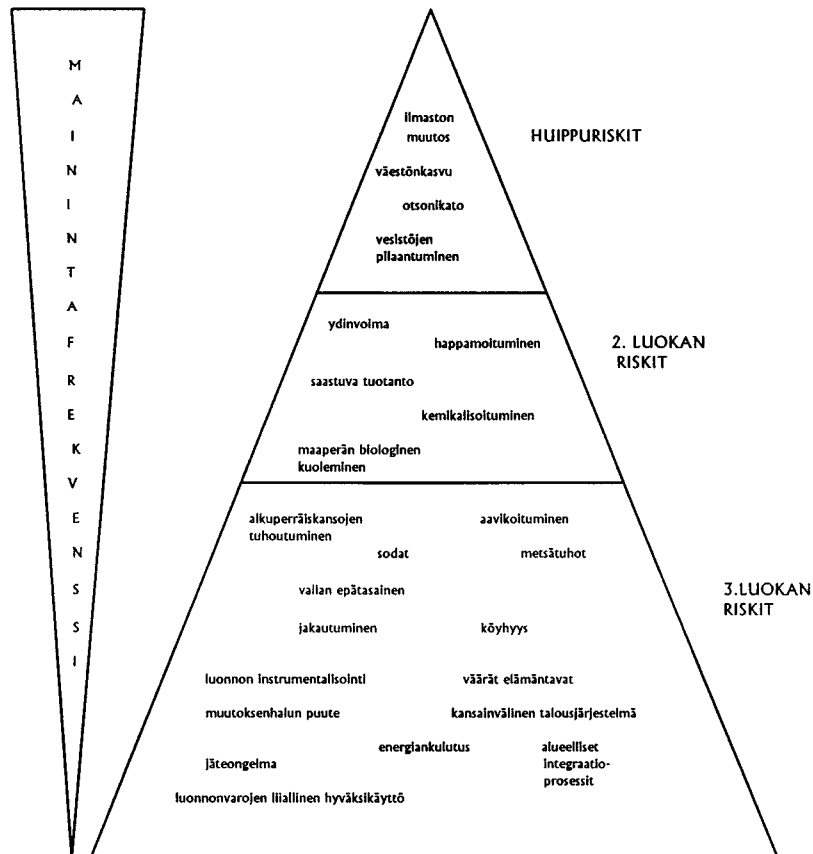 MAININTAFREKVENSSI
ilmaston
muutos
HUIPPURISKIT
väestönkasvu
otsonikato
vesistöjen
pilaantuminen
ydinvoima
happamoituminen
2. LUOKAN
RISKIT
saastuva tuotanto
kemikalisoituminen
maaperän biologinen
kuoleminen
alkuperräiskansojen
tuhoutuminen
aavikoituminen
sodat
metsätuhot
vallan epätasainen
3.LUOKAN
RISKIT
jakautuminen
köyhyys
luonnon instrumentalisointi
väärät elämäntavat
muutoksenhalun puute
kansainvälinen talousjärjestelmä
energiankulutus
alueelliset
integraatio-
prosessit
jäteongelma
luonnonvarojen liiallinen hyväksikäyttö